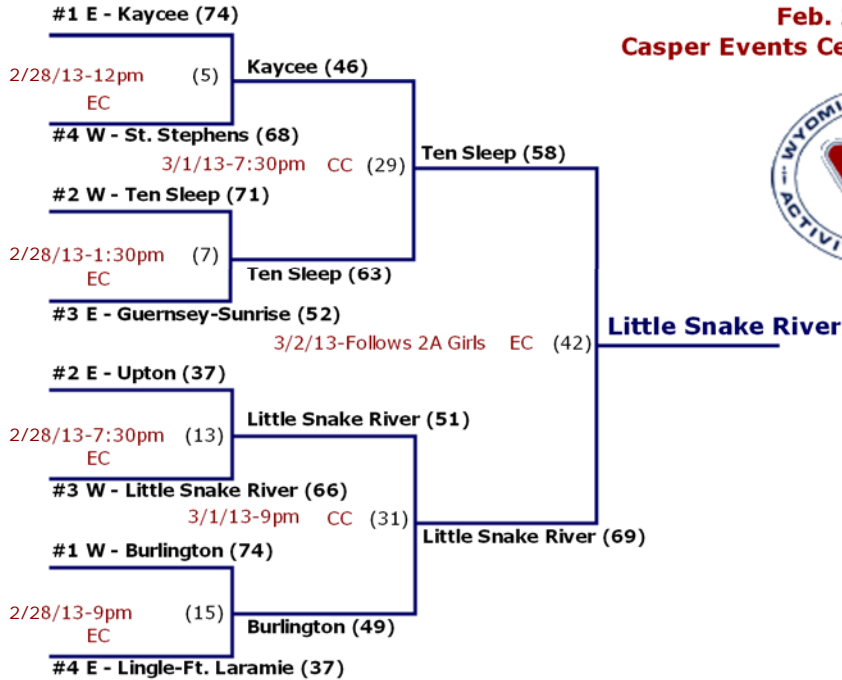 #1 E - Kaycee (74)
Feb.
Casper Events Ce
2/28/13-12pm (5)
EC
Kaycee (46)
#4 W - St. Stephens (68)
3/1/13-7:30pm CC (29)
Ten Sleep (58)
#2 W - Ten Sleep (71)
2/28/13-1:30pm (7)
EC
Ten Sleep (63)
#3 E - Guernsey-Sunrise (52)
3/2/13-Follows 2A Girls EC (42)
Little Snake River
#2 E - Upton (37)
Little Snake River (51)
2/28/13-7:30pm (13)
EC
#3 W - Little Snake River (66)
3/1/13-9pm CC (31)
Little Snake River (69)
#1 W - Burlington (74)
2/28/13-9pm (15)
EC
Burlington (49)
#4 E - Lingle-Ft. Laramie (37)
WYOMI
ACTIVI